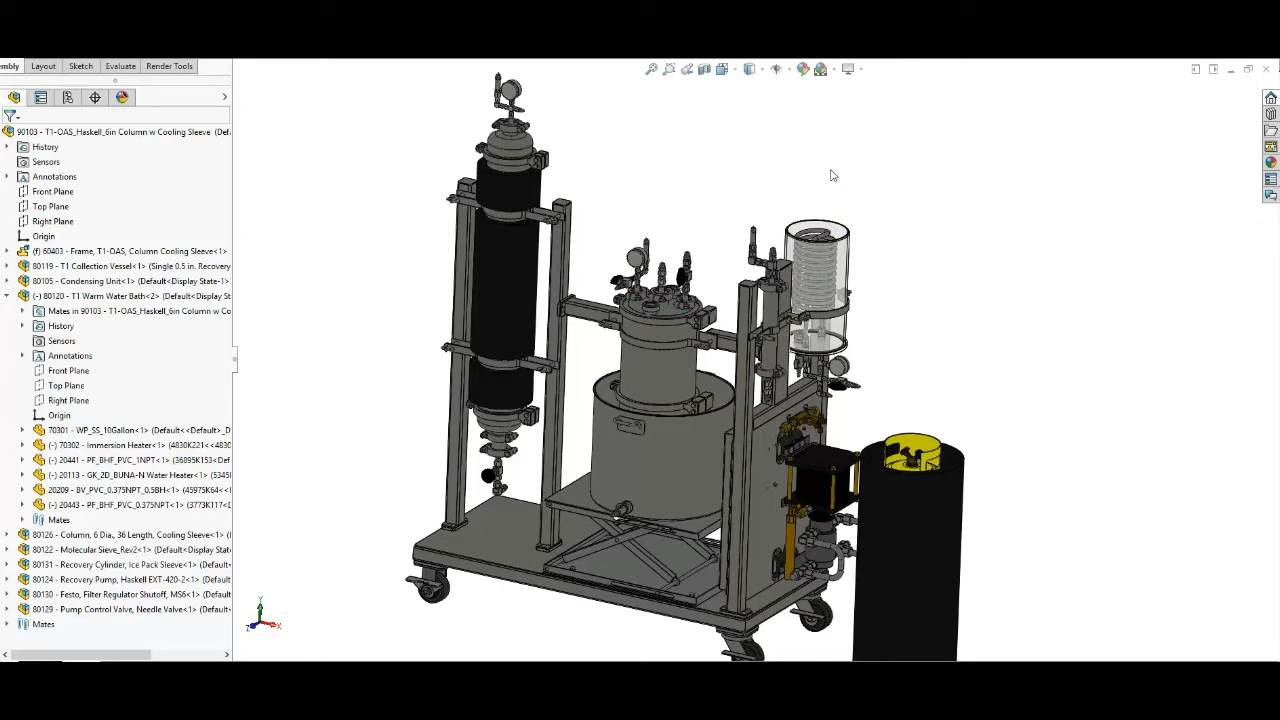 mbly Layout Sketch Evaluate Render Tools
90103 - T1-OAS_Haskell_6in Column w Cooling Sleeve (Defa
History
Sensors
Annotations
Front Plane
Top Plane
Right Plane
Origin
(f) 60403 - Frame, T1-OAS, Column Cooling Sleeve<1>
80119 - T1 Collection Vessel<1> (Single 0.5 in. Recovery
80105 - Condensing Unit<1> (Default<Display State-1>
(-) 80120 - T1 Warm Water Bath<2> (Default<Display St
Mates in 90103 - T1-OAS_Haskell_6in Column w Co
History
Sensors
Annotations
Front Plane
Top Plane
Right Plane
Origin
70301 - WP_SS_10Gallon<1> (Default<<Default>_D
(-) 70302 - Immersion Heater<1> (4830K221<<4830
(-) 20441 - PF_BHF_PVC_1NPT<1> (36895K153<<Def
(-) 20113 - GK_2D_BUNA-N Water Heater<1> (5345
20209 - BV_PVC_0.375NPT_0.5BH<1> (45975K64<<
(-) 20443 - PF_BHF_PVC_0.375NPT<1> (3773K11?<D
Mates
80126 - Column, 6 Dia., 36 Length, Cooling Sleeve<1> (
80122 - Molecular Sieve_Rev2<1> (Default<Display Stat
80131 - Recovery Cylinder, Ice Pack Sleeve<1> (Default
80124 - Recovery Pump, Haskell EXT-420-2<1> (Default
80130 - Festo, Filter Regulator Shutoff, MS6<1> (Default
80129 - Pump Control Valve, Needle Valve<1> (Default
Mates
Y
Z X